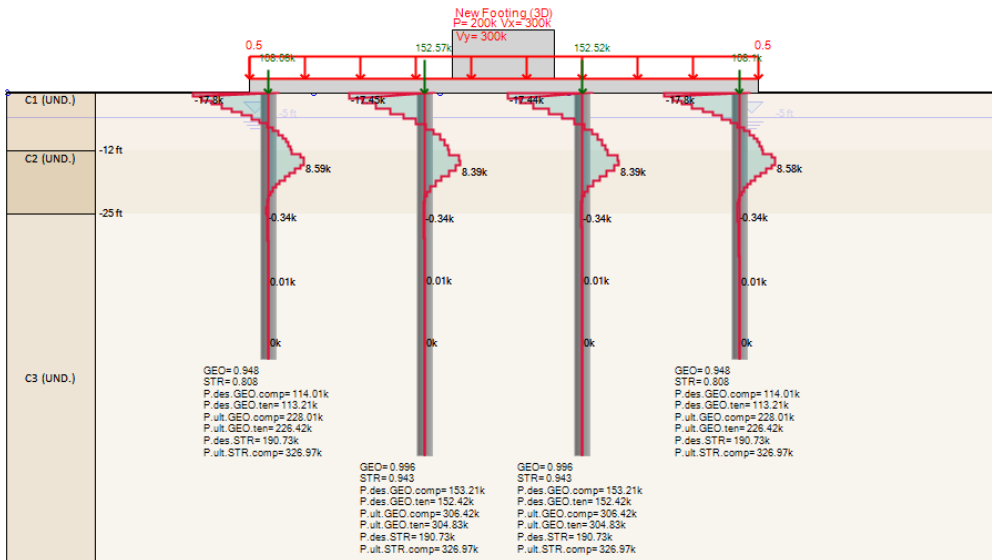 New Footing (3D)
P= 200k Vx= 300k
Vy= 300k
0.5
0.5
108.08k
152.57k
152.52k
108.1k
C1 (UND.)
-17.8k
-17.45k
-17.44k
-17.8k
-5 ft
-5 ft
-12 ft
C2 (UND.)
8.59k
8.39k
8.39k
8.58k
-25 ft
-0.34k
-0.34k
-0.34k
-0.34k
0.01k
0.01k
0.01k
0.01k
0k
0k
0k
0k
C3 (UND.)
GEO= 0.948
STR= 0.808
P.des.GEO.comp= 114.01k
P.des.GEO.ten= 113.21k
P.ult.GEO.comp= 228.01k
P.ult.GEO.ten= 226.42k
P.des.STR= 190.73k
P.ult.STR.comp= 326.97k
GEO= 0.996
STR= 0.943
P.des.GEO.comp= 153.21k
P.des.GEO.ten= 152.42k
P.ult.GEO.comp= 306.42k
P.ult.GEO.ten= 304.83k
P.des.STR= 190.73k
P.ult.STR.comp= 326.97k
GEO= 0.996
STR= 0.943
P.des.GEO.comp= 153.21k
P.des.GEO.ten= 152.42k
P.ult.GEO.comp= 306.42k
P.ult.GEO.ten= 304.83k
P.des.STR= 190.73k
P.ult.STR.comp= 326.97k
GEO= 0.948
STR= 0.808
P.des.GEO.comp= 114.01k
P.des.GEO.ten= 113.21k
P.ult.GEO.comp= 228.01k
P.ult.GEO.ten= 226.42k
P.des.STR= 190.73k
P.ult.STR.comp= 326.97k